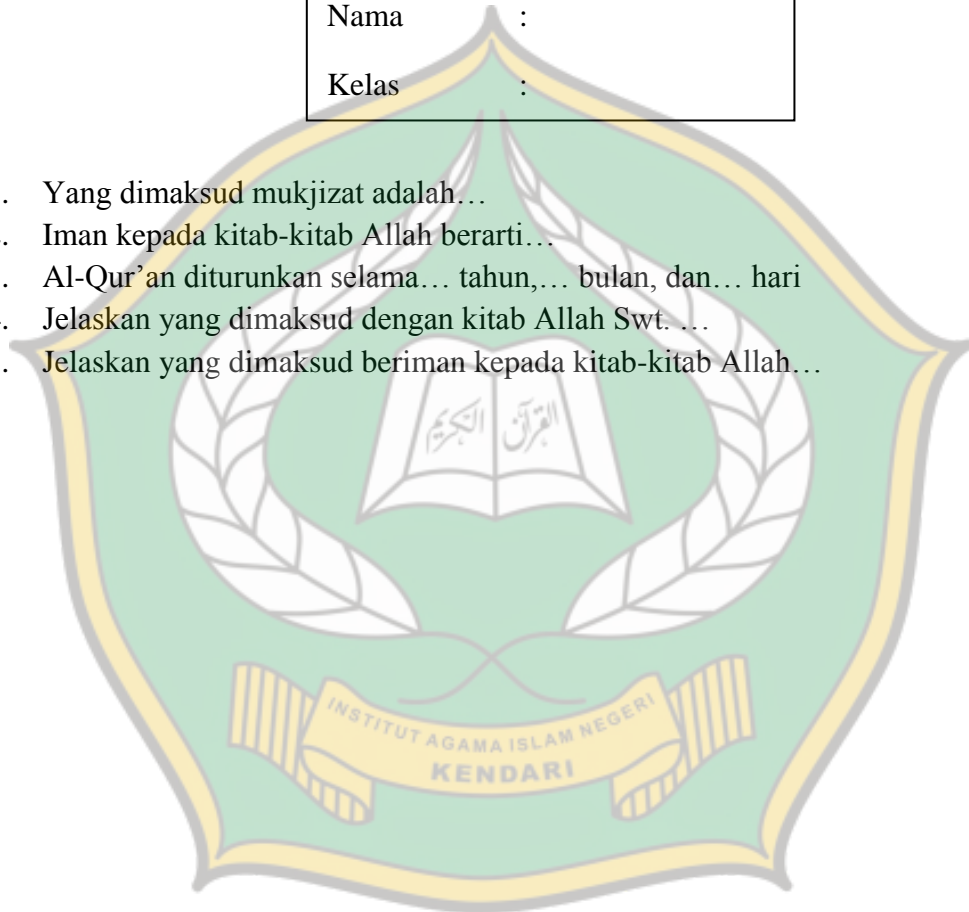 Nama :
Kelas :
. Yang dimaksud mukjizat adalah…
. Iman kepada kitab-kitab Allah berarti…
. Al-Qur’an diturunkan selama… tahun,… bulan, dan… hari
. Jelaskan yang dimaksud dengan kitab Allah Swt. …
. Jelaskan yang dimaksud beriman kepada kitab-kitab Allah…
القرآن الكريم
INSTITUT AGAMA ISLAM NEGERI
KENDARI